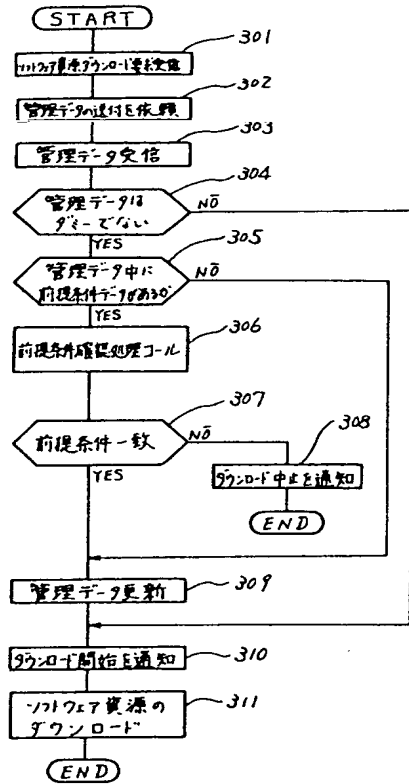 START
301
ソフトウェア資源ダウンロード要求受信
302
管理データの送付を依頼
303
管理データ受信
304
管理データは
ダミーでない
NO
YES
305
管理データ中に
前提条件データがあるか
NO
YES
306
前提条件確認処理コール
307
前提条件一致
NO
YES
308
ダウンロード中止を通知
END
管理データ更新
309
ダウンロード開始を通知
310
ソフトウェア資源の
ダウンロード
311
END